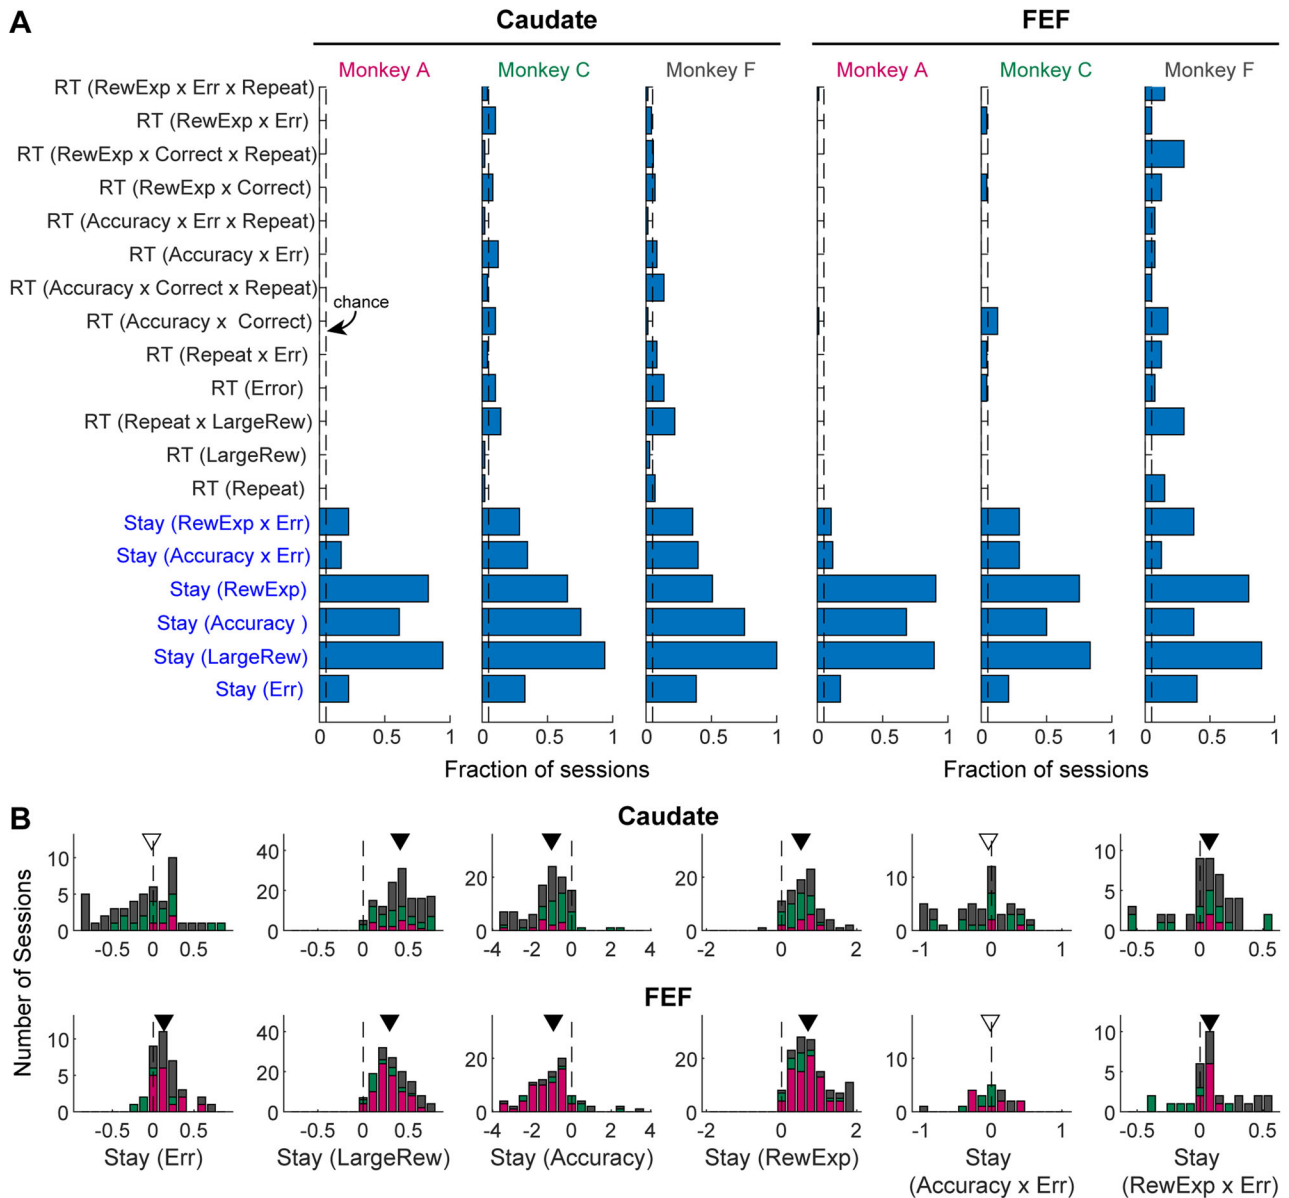 A
Caudate
FEF
Monkey A
Monkey C
Monkey F
Monkey A
Monkey C
Monkey F
RT (RewExp x Err x Repeat)
RT (RewExp x Err)
RT (RewExp x Correct x Repeat)
RT (RewExp x Correct)
RT (Accuracy x Err x Repeat)
RT (Accuracy x Err)
RT (Accuracy x Correct x Repeat)
chance
RT (Accuracy x  Correct)
RT (Repeat x Err)
RT (Error)
RT (Repeat x LargeRew)
RT (LargeRew)
RT (Repeat)
Stay (RewExp x Err)
Stay (Accuracy x Err)
Stay (RewExp)
Stay (Accuracy )
Stay (LargeRew)
Stay (Err)
0 0.5 1 0 0.5 1 0 0.5 1 0 0.5 1 0 0.5 1 0 0.5 1
Fraction of sessions
Fraction of sessions
B
Caudate
Number of Sessions
10
5
0
-0.5 0 0.5
40
20
0
-0.5 0 0.5
20
0
-4 -2 0 2 4
20
0
-2 0 2
10
0
-1 0 1
10
5
0
-0.5 0 0.5
FEF
10
5
0
-0.5 0 0.5
Stay (Err)
40
20
0
-0.5 0 0.5
Stay (LargeRew)
20
0
-4 -2 0 2 4
Stay (Accuracy)
20
0
-2 0 2
Stay (RewExp)
10
0
-1 0 1
Stay
(Accuracy x Err)
10
5
0
-0.5 0 0.5
Stay
(RewExp x Err)